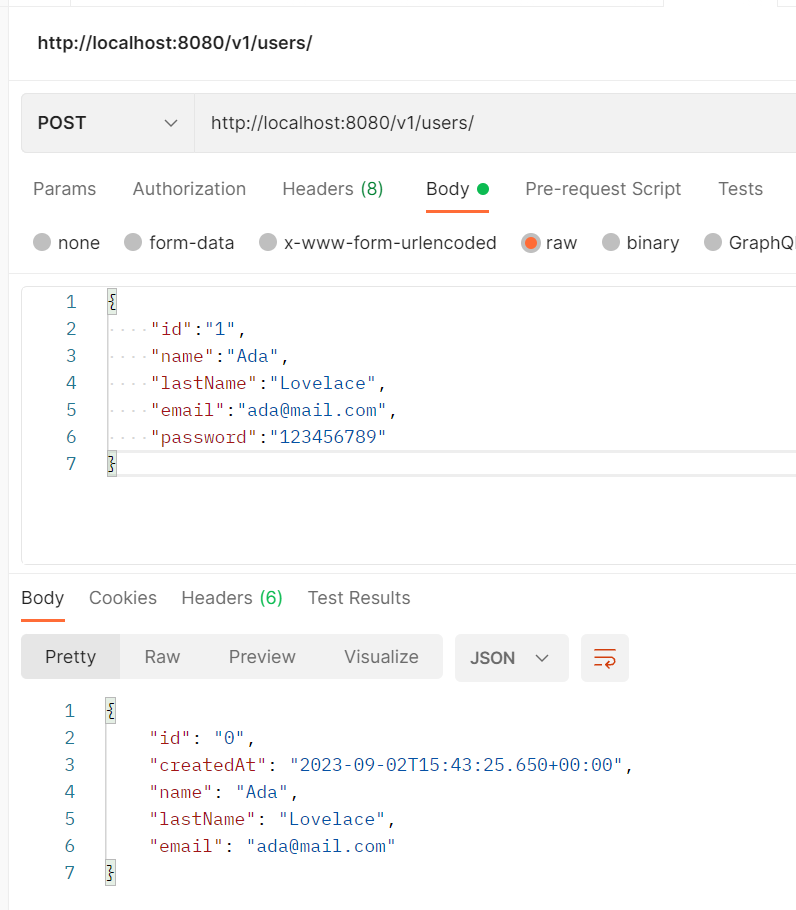 http://localhost:8080/v1/users/
POST http://localhost:8080/v1/users/
Params Authorization Headers (8) Body Pre-request Script Tests
none form-data x-www-form-urlencoded raw binary GraphQ
1 {
2 "id":"1",
3 "name":"Ada",
4 "lastName":"Lovelace",
5 "email":"ada@mail.com",
6 "password":"123456789"
7 }
Body Cookies Headers (6) Test Results
Pretty Raw Preview Visualize JSON
1 {
2 "id": "0",
3 "createdAt": "2023-09-02T15:43:25.650+00:00",
4 "name": "Ada",
5 "lastName": "Lovelace",
6 "email": "ada@mail.com"
7 }